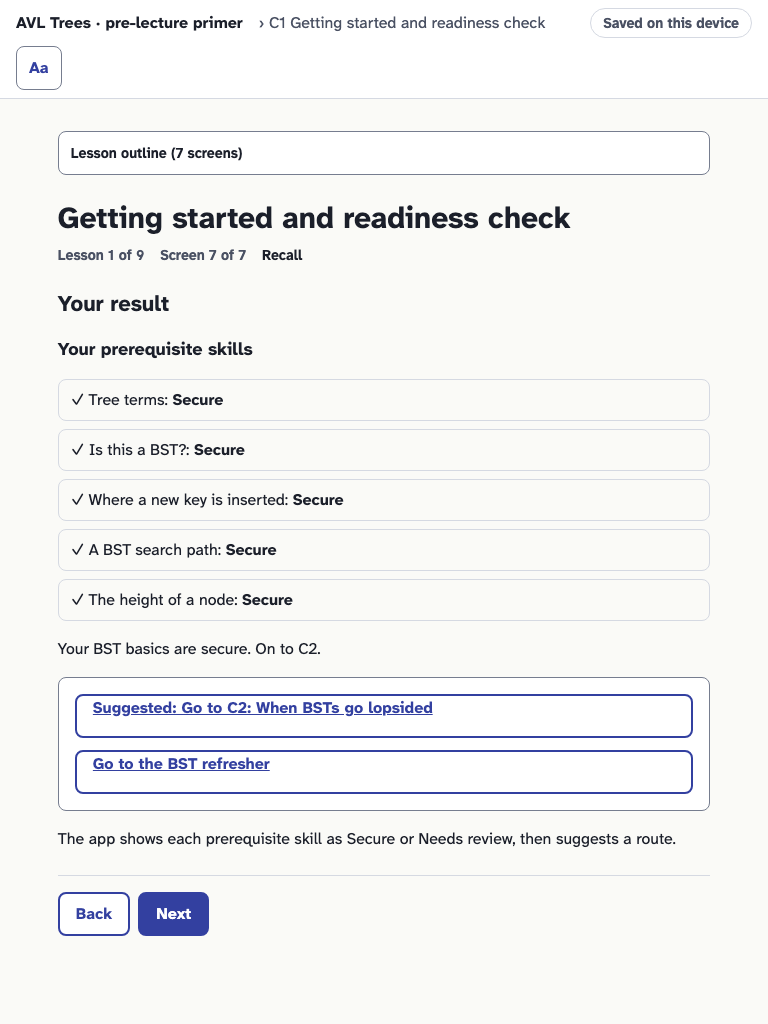 AVL Trees · pre-lecture primer › C1 Getting started and readiness check Saved on this device
Aa
Lesson outline (7 screens)
Getting started and readiness check
Lesson 1 of 9 Screen 7 of 7 Recall
Your result
Your prerequisite skills
✓ Tree terms: Secure
✓ Is this a BST?: Secure
✓ Where a new key is inserted: Secure
✓ A BST search path: Secure
✓ The height of a node: Secure
Your BST basics are secure. On to C2.
Suggested: Go to C2: When BSTs go lopsided
Go to the BST refresher
The app shows each prerequisite skill as Secure or Needs review, then suggests a route.
Back Next